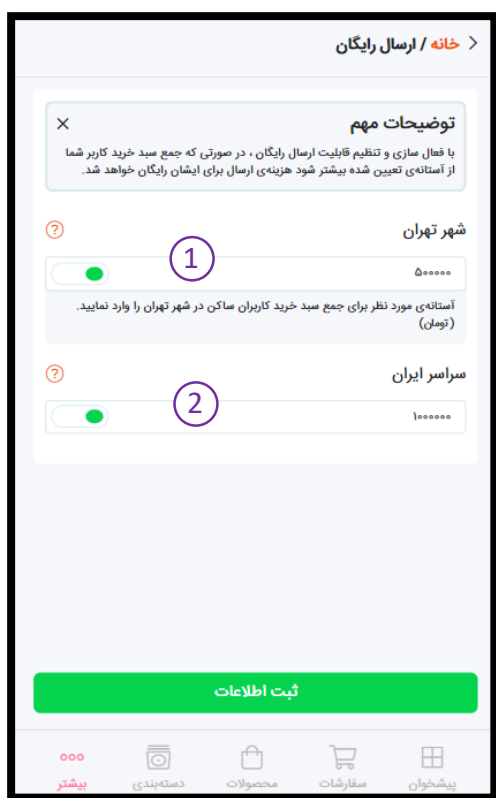 خانه / ارسال رایگان
توضیحات مهم
با فعال سازی و تنظیم قابلیت ارسال رایگان ، در صورتی که جمع سبد خرید کاربر شما
از آستانه‌ی تعیین شده بیشتر شود هزینه‌ی ارسال برای ایشان رایگان خواهد شد.
شهر تهران
1
۵۰۰۰۰۰
آستانه‌ی مورد نظر برای جمع سبد خرید کاربران ساکن در شهر تهران را وارد نمایید.
(تومان)
سراسر ایران
2
۱۰۰۰۰۰۰
ثبت اطلاعات
پیشخوان سفارشات محصولات دسته‌بندی بیشتر